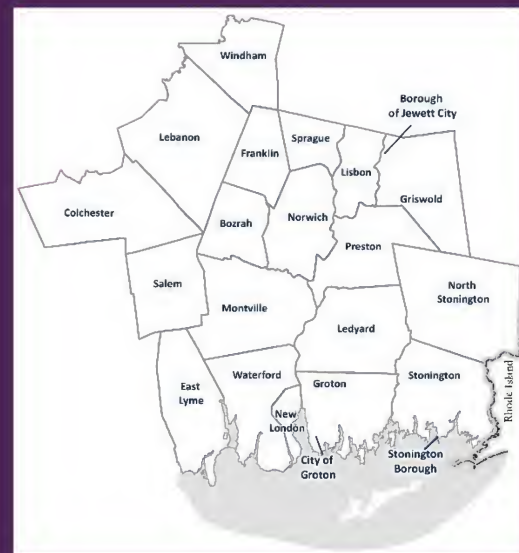 Windham
Borough
of Jewett City
Lebanon
Franklin
Sprague
Lisbon
Griswold
Colchester
Bozrah
Norwich
Preston
Salem
North
Stonington
Montville
Ledyard
East
Lyme
Waterford
Groton
Stonington
Rhode Island
New
London
City of
Groton
Stonington
Borough